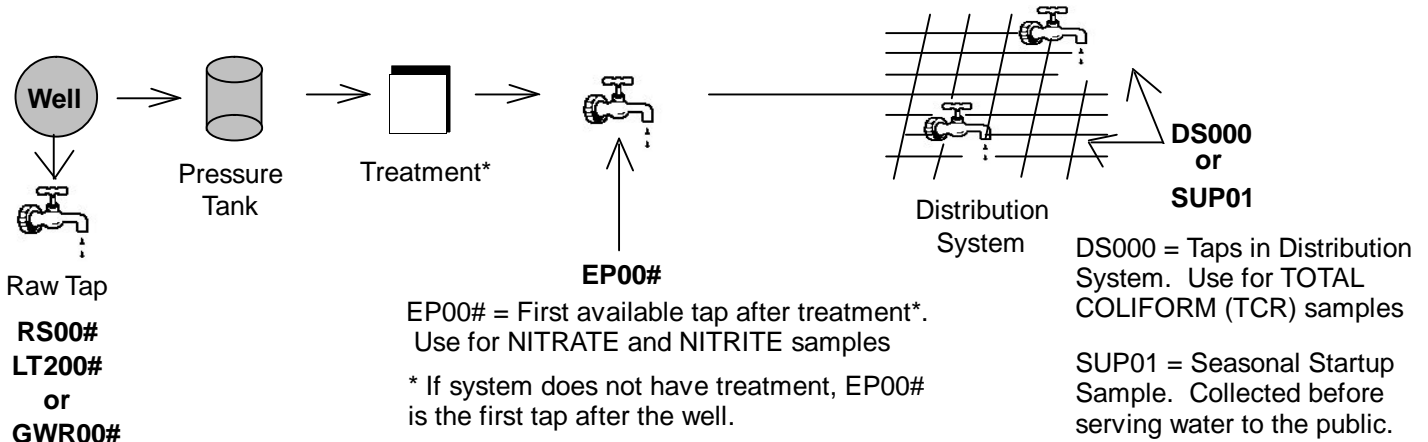 Well
Raw Tap
RS00#
LT200#
or
GWR00#
Pressure
Tank
Treatment*
EP00#
EP00# = First available tap after treatment*.
Use for NITRATE and NITRITE samples
* If system does not have treatment, EP00#
is the first tap after the well.
Distribution
System
DS000
or
SUP01
DS000 = Taps in Distribution
System. Use for TOTAL
COLIFORM (TCR) samples
SUP01 = Seasonal Startup
Sample. Collected before
serving water to the public.